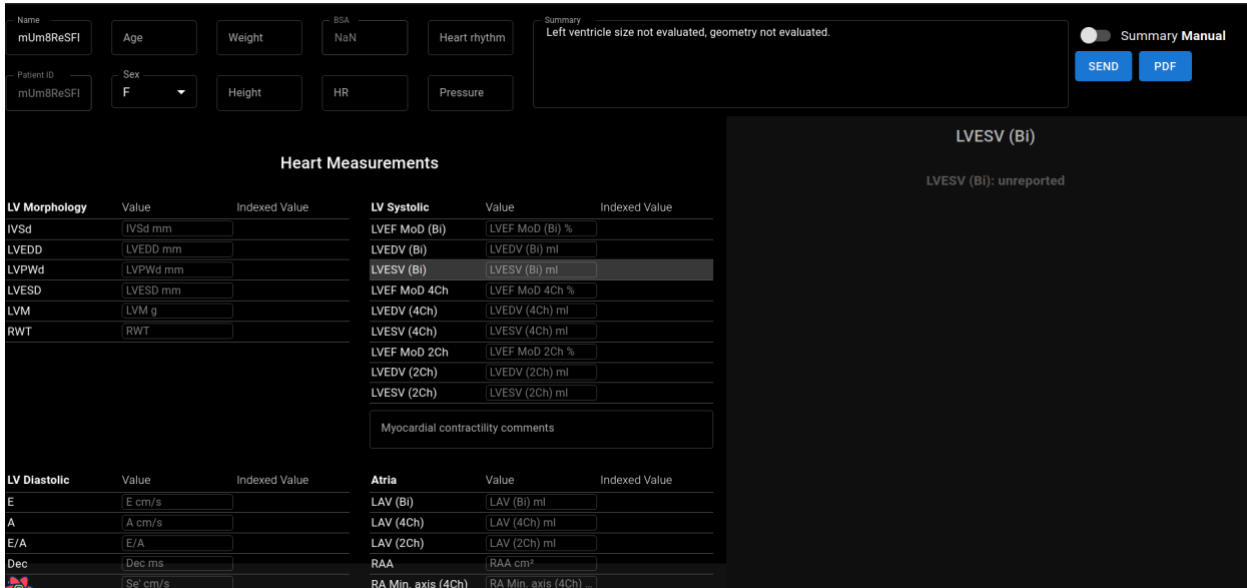 Name
mUm8ReSFI
Age
Weight
BSA
NaN
Heart rhythm
Summary
Left ventricle size not evaluated, geometry not evaluated.
Summary Manual
SEND
PDF
Patient ID
mUm8ReSFI
Sex
F
Height
HR
Pressure
Heart Measurements
LV Morphology Value Indexed Value
IVSd IVSd mm
LVEDD LVEDD mm
LVPWd LVPWd mm
LVESD LVESD mm
LVM LVM g
RWT RWT
LV Systolic Value Indexed Value
LVEF MoD (Bi) LVEF MoD (Bi) %
LVEDV (Bi) LVEDV (Bi) ml
LVESV (Bi) LVESV (Bi) ml
LVEF MoD 4Ch LVEF MoD 4Ch %
LVEDV (4Ch) LVEDV (4Ch) ml
LVESV (4Ch) LVESV (4Ch) ml
LVEF MoD 2Ch LVEF MoD 2Ch %
LVEDV (2Ch) LVEDV (2Ch) ml
LVESV (2Ch) LVESV (2Ch) ml
Myocardial contractility comments
LV Diastolic Value Indexed Value
E E cm/s
A A cm/s
E/A E/A
Dec Dec ms
Se' cm/s
Atria Value Indexed Value
LAV (Bi) LAV (Bi) ml
LAV (4Ch) LAV (4Ch) ml
LAV (2Ch) LAV (2Ch) ml
RAA RAA cm²
RA Min. axis (4Ch) RA Min. axis (4Ch) ...
LVESV (Bi)
LVESV (Bi): unreported